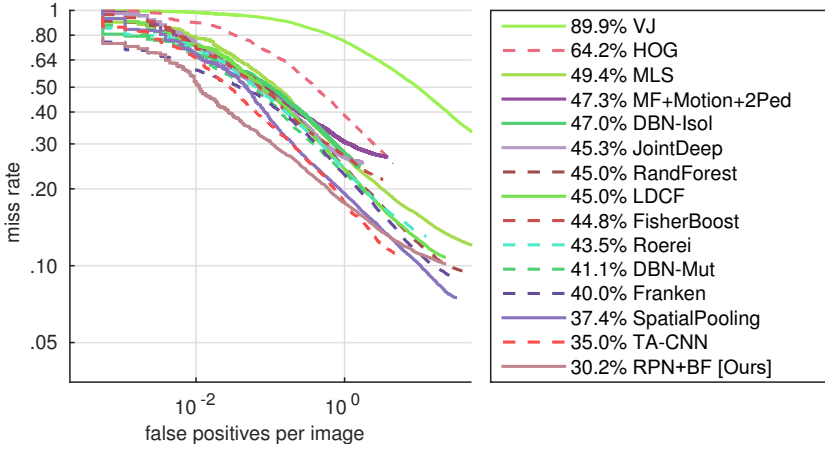 1
.80
.64
.50
.40
.30
.20
.10
.05
miss rate
10^-2
10^0
false positives per image
89.9% VJ
64.2% HOG
49.4% MLS
47.3% MF+Motion+2Ped
47.0% DBN-Isol
45.3% JointDeep
45.0% RandForest
45.0% LDCF
44.8% FisherBoost
43.5% Roerei
41.1% DBN-Mut
40.0% Franken
37.4% SpatialPooling
35.0% TA-CNN
30.2% RPN+BF [Ours]